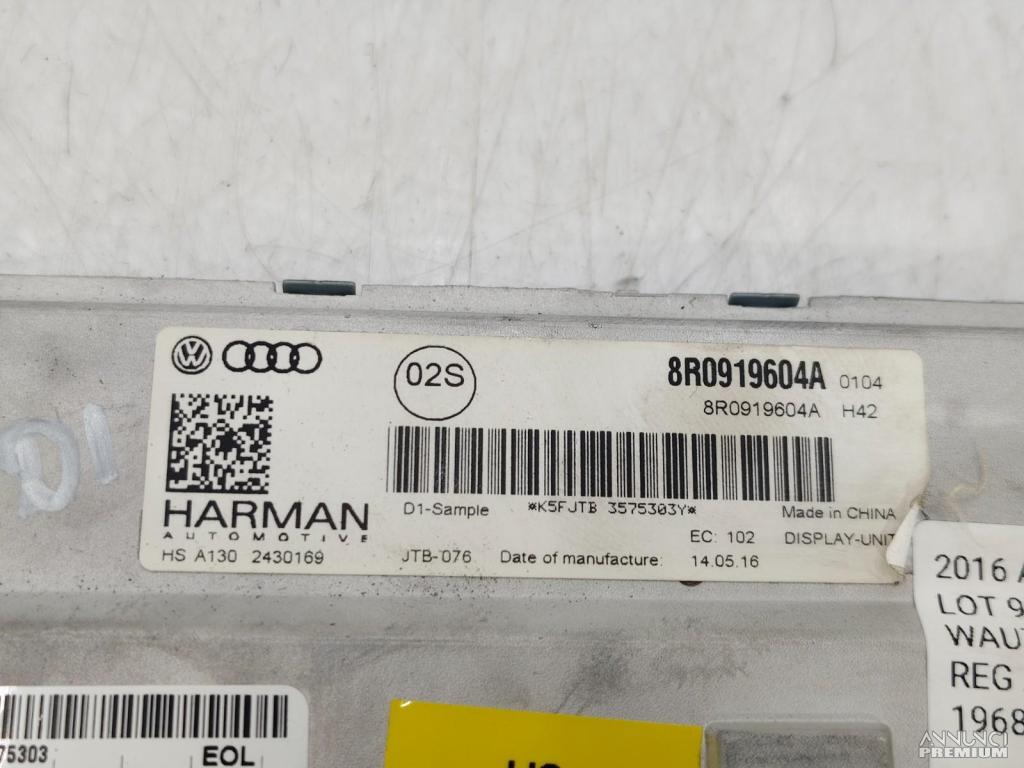 02S
8R0919604A 0104
8R0919604A H42
HARMAN
AUTOMOTIVE
D1-Sample *K5FJTB 3575303Y* Made in CHINA
EC: 102 DISPLAY-UNIT
HS A130 2430169 JTB-076 Date of manufacture: 14.05.16
D1
2016 A
LOT 9
WAU
REG
1968
75303 EOL
ANNUNCI
PREMIUM